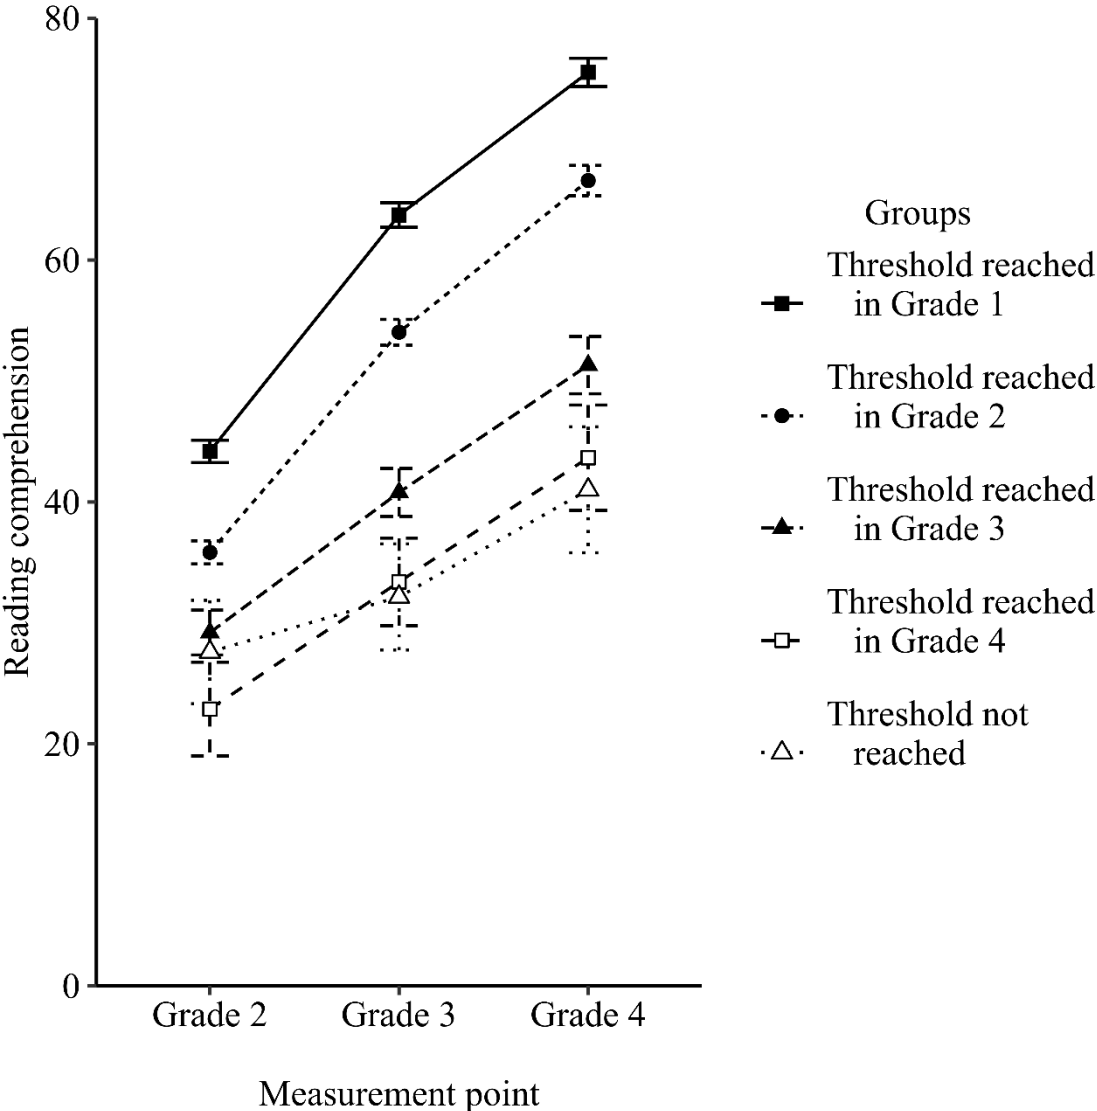 80
60
40
20
0
Reading comprehension
Grade 2
Grade 3
Grade 4
Measurement point
Groups
Threshold reached
in Grade 1
Threshold reached
in Grade 2
Threshold reached
in Grade 3
Threshold reached
in Grade 4
Threshold not
reached